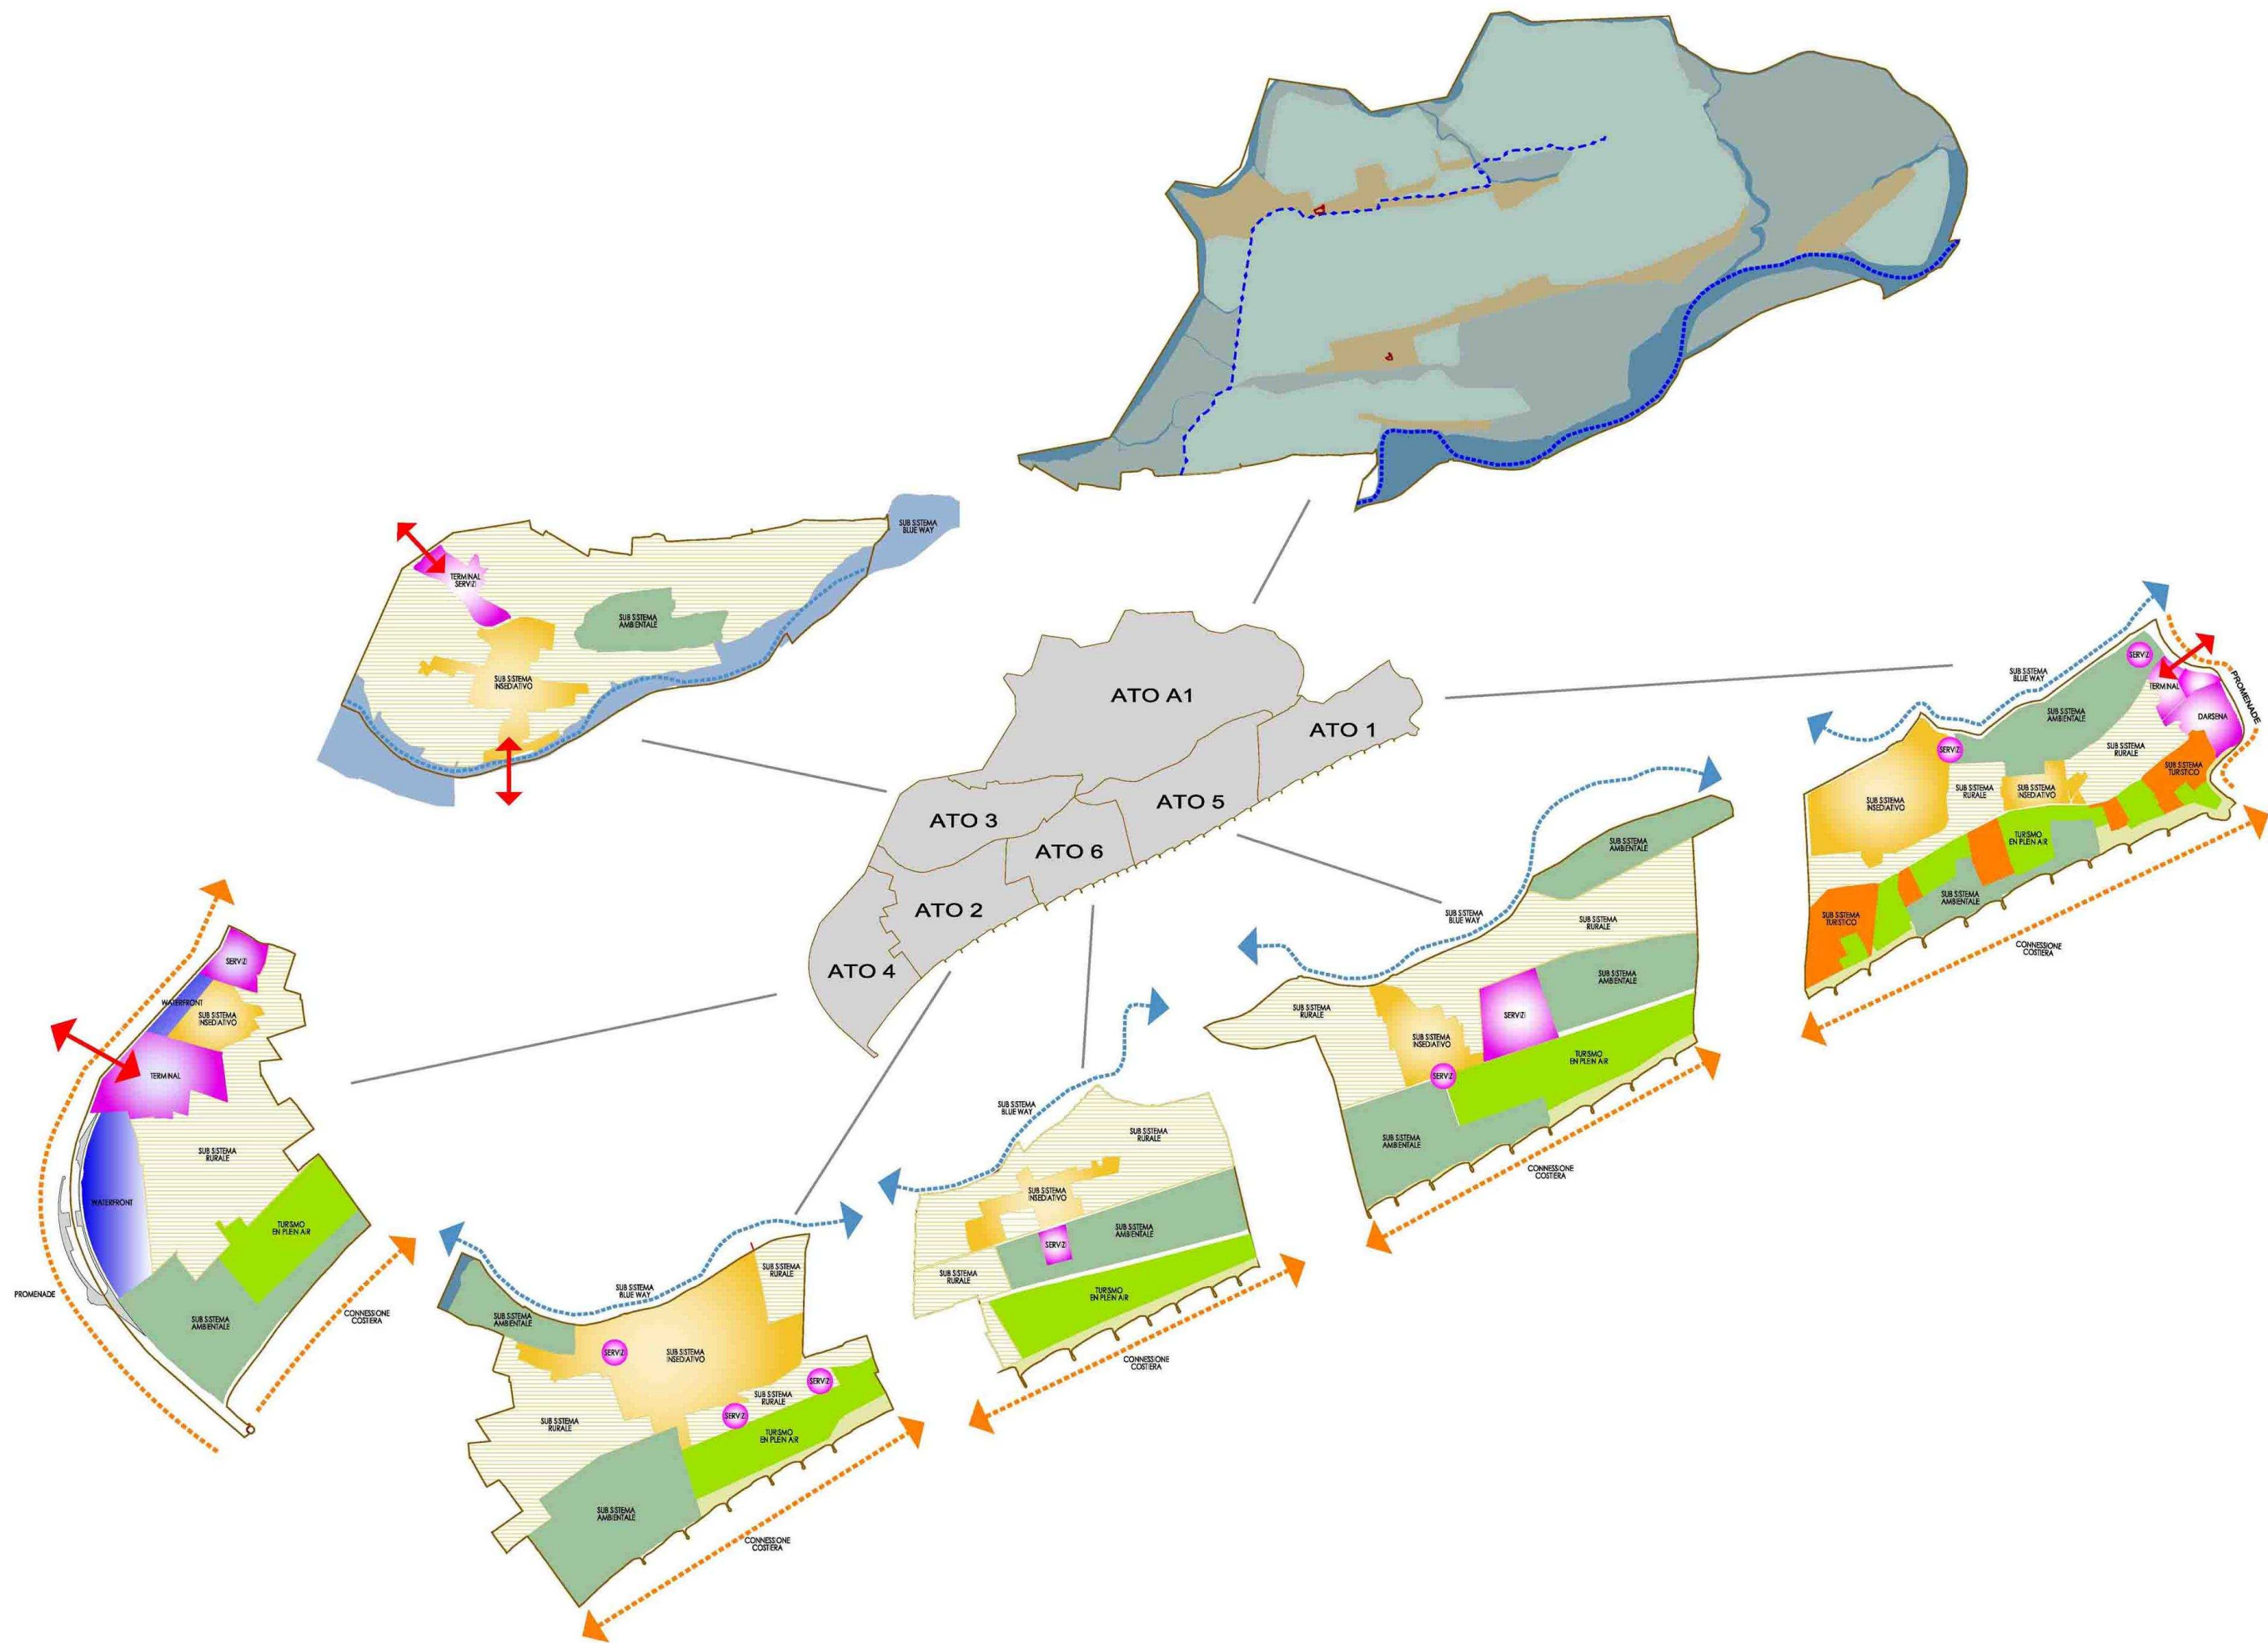 SUB SISTEMA
BLUE WAY
TERMINAL
SERVIZI
SUB SISTEMA
AMBIENTALE
SUB SISTEMA
INSEDIATIVO
ATO A1
ATO 1
ATO 5
ATO 3
ATO 6
ATO 2
ATO 4
SUB SISTEMA
BLUE WAY
SERVIZI
TERMINAL
PROMENADE
DARSENA
SUB SISTEMA
AMBIENTALE
SERVIZI
SUB SISTEMA
RURALE
SUB SISTEMA
TURISTICO
SUB SISTEMA
INSEDIATIVO
SUB SISTEMA
RURALE
SUB SISTEMA
INSEDIATIVO
TURISMO
EN PLEIN AIR
SUB SISTEMA
AMBIENTALE
SUB SISTEMA
TURISTICO
CONNESSIONE
COSTIERA
SUB SISTEMA
AMBIENTALE
SUB SISTEMA
BLUE WAY
SUB SISTEMA
RURALE
SUB SISTEMA
AMBIENTALE
SUB SISTEMA
RURALE
SERVIZI
SUB SISTEMA
INSEDIATIVO
TURISMO
EN PLEIN AIR
SERVIZI
SUB SISTEMA
AMBIENTALE
CONNESSIONE
COSTIERA
SUB SISTEMA
BLUE WAY
SUB SISTEMA
RURALE
SUB SISTEMA
INSEDIATIVO
SUB SISTEMA
AMBIENTALE
SERVIZI
SUB SISTEMA
RURALE
TURISMO
EN PLEIN AIR
CONNESSIONE
COSTIERA
SUB SISTEMA
BLUE WAY
SUB SISTEMA
RURALE
SUB SISTEMA
AMBIENTALE
SERVIZI
SUB SISTEMA
INSEDIATIVO
SERVIZI
SUB SISTEMA
RURALE
SERVIZI
SUB SISTEMA
RURALE
TURISMO
EN PLEIN AIR
SUB SISTEMA
AMBIENTALE
CONNESSIONE
COSTIERA
SERVIZI
WATERFRONT
SUB SISTEMA
INSEDIATIVO
TERMINAL
SUB SISTEMA
RURALE
WATERFRONT
TURISMO
EN PLEIN AIR
PROMENADE
SUB SISTEMA
AMBIENTALE
CONNESSIONE
COSTIERA